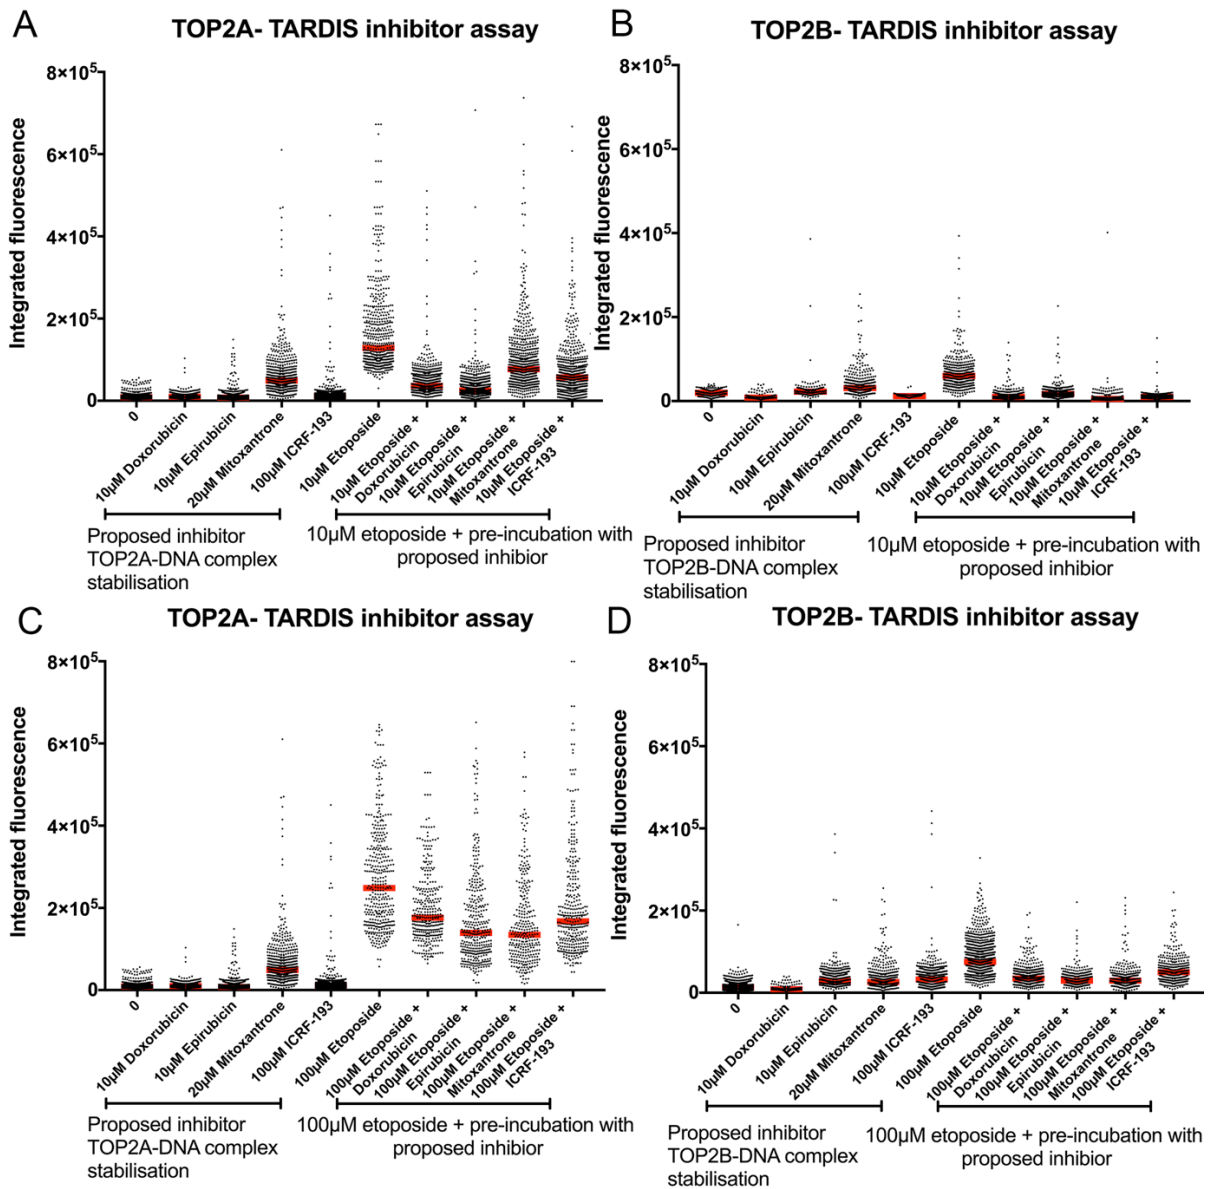 A
TOP2A- TARDIS inhibitor assay
Integrated fluorescence
8×10⁵
6×10⁵
4×10⁵
2×10⁵
0
0
10μM Doxorubicin
10μM Epirubicin
20μM Mitoxantrone
100μM ICRF-193
10μM Etoposide
10μM Etoposide +
Doxorubicin
10μM Etoposide +
Epirubicin
10μM Etoposide +
Mitoxantrone
10μM Etoposide +
ICRF-193
Proposed inhibitor
TOP2A-DNA complex
stabilisation
10μM etoposide + pre-incubation with
proposed inhibior
B
TOP2B- TARDIS inhibitor assay
Integrated fluorescence
8×10⁵
6×10⁵
4×10⁵
2×10⁵
0
0
10μM Doxorubicin
10μM Epirubicin
20μM Mitoxantrone
100μM ICRF-193
10μM Etoposide
10μM Etoposide +
Doxorubicin
10μM Etoposide +
Epirubicin
10μM Etoposide +
Mitoxantrone
10μM Etoposide +
ICRF-193
Proposed inhibitor
TOP2B-DNA complex
stabilisation
10μM etoposide + pre-incubation with
proposed inhibior
C
TOP2A- TARDIS inhibitor assay
Integrated fluorescence
8×10⁵
6×10⁵
4×10⁵
2×10⁵
0
0
10μM Doxorubicin
10μM Epirubicin
20μM Mitoxantrone
100μM ICRF-193
100μM Etoposide
100μM Etoposide +
Doxorubicin
100μM Etoposide +
Epirubicin
100μM Etoposide +
Mitoxantrone
100μM Etoposide +
ICRF-193
Proposed inhibitor
TOP2A-DNA complex
stabilisation
100μM etoposide + pre-incubation with
proposed inhibior
D
TOP2B- TARDIS inhibitor assay
Integrated fluorescence
8×10⁵
6×10⁵
4×10⁵
2×10⁵
0
0
10μM Doxorubicin
10μM Epirubicin
20μM Mitoxantrone
100μM ICRF-193
100μM Etoposide
100μM Etoposide +
Doxorubicin
100μM Etoposide +
Epirubicin
100μM Etoposide +
Mitoxantrone
100μM Etoposide +
ICRF-193
Proposed inhibitor
TOP2B-DNA complex
stabilisation
100μM etoposide + pre-incubation with
proposed inhibior